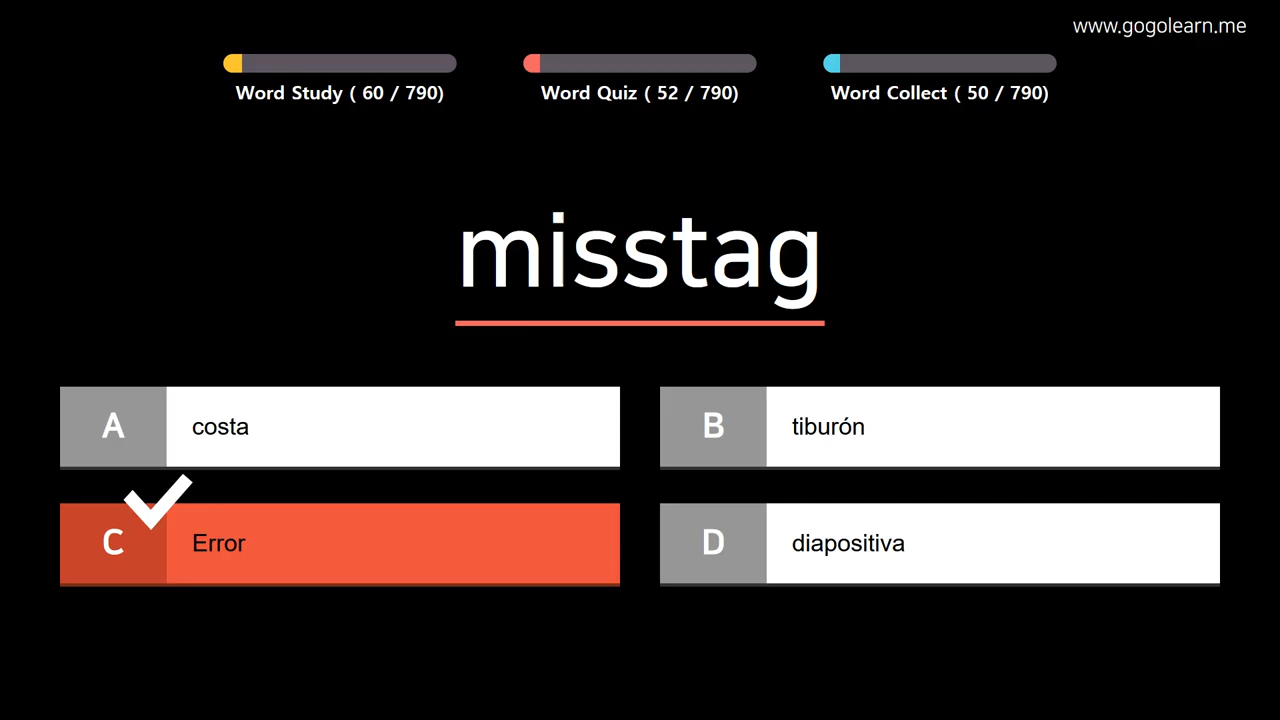 www.gogolearn.me
Word Study ( 60 / 790)
Word Quiz ( 52 / 790)
Word Collect ( 50 / 790)
misstag
A costa
B tiburón
C Error
D diapositiva